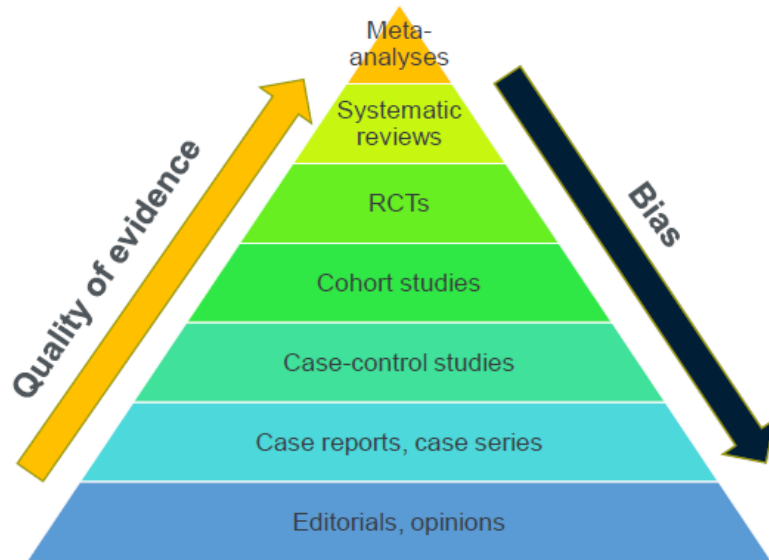 Meta-
analyses
Systematic
reviews
RCTs
Cohort studies
Case-control studies
Case reports, case series
Editorials, opinions
Quality of evidence
Bias